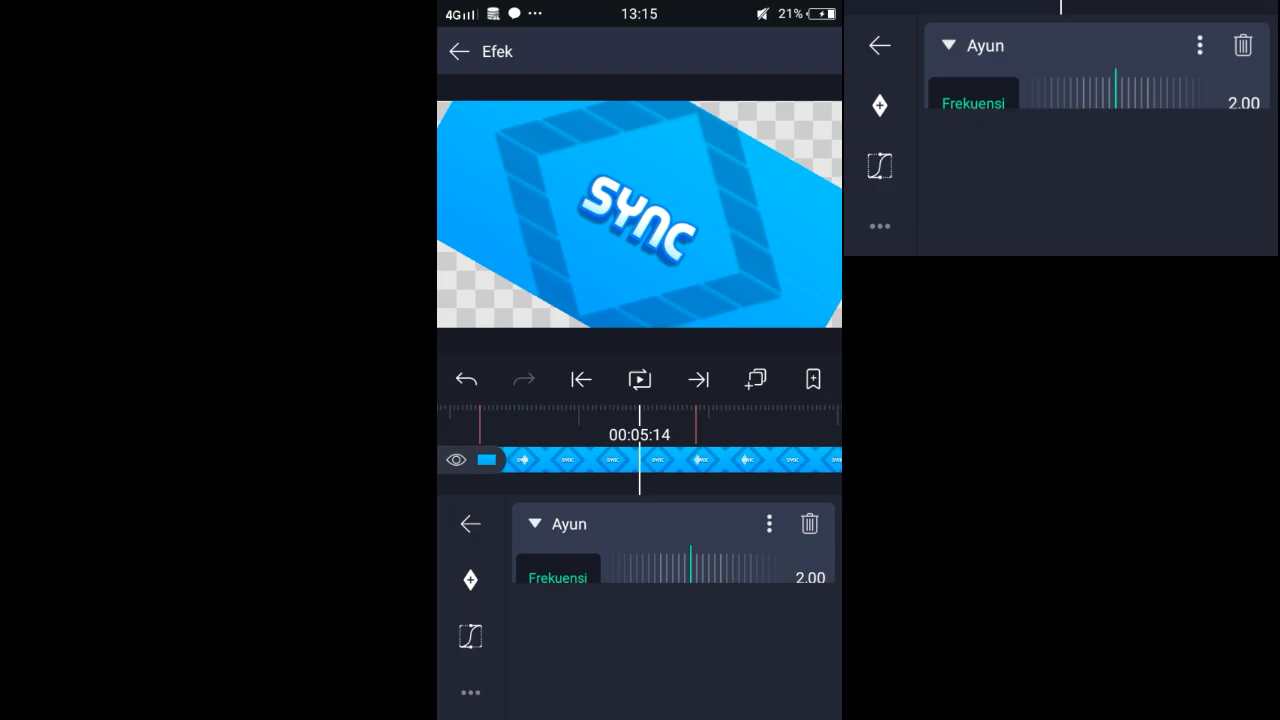 4G 13:15 21%
Efek
SYNC
00:05:14
Ayun
Frekuensi 2.00
Ayun
Frekuensi 2.00